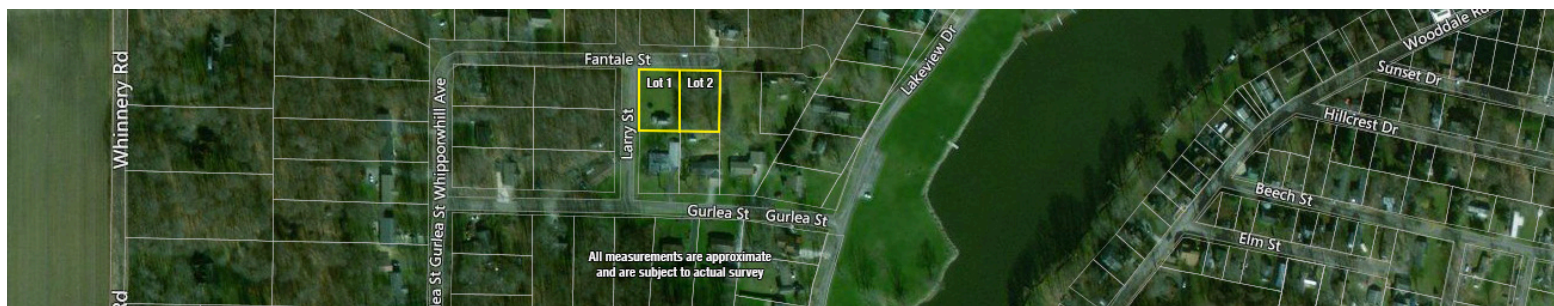 Whinnery Rd
Rd
ea St Gurlea St Whipponwhill Ave
Fantale St
Larry St
Lot 1
Lot 2
Gurlea St
Gurlea St
All measurements are approximate
and are subject to actual survey
Lakeview Dr
Wooddale Rd
Sunset Dr
Hillcrest Dr
Beech St
Elm St